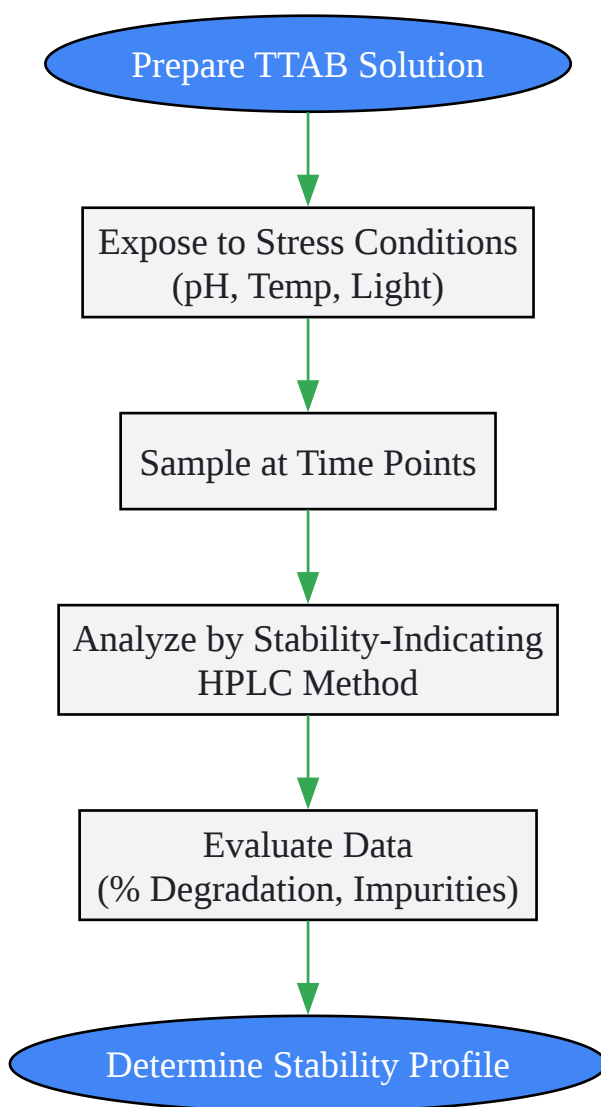 Prepare TTAB Solution
Expose to Stress Conditions
(pH, Temp, Light)
Sample at Time Points
Analyze by Stability-Indicating
HPLC Method
Evaluate Data
(% Degradation, Impurities)
Determine Stability Profile